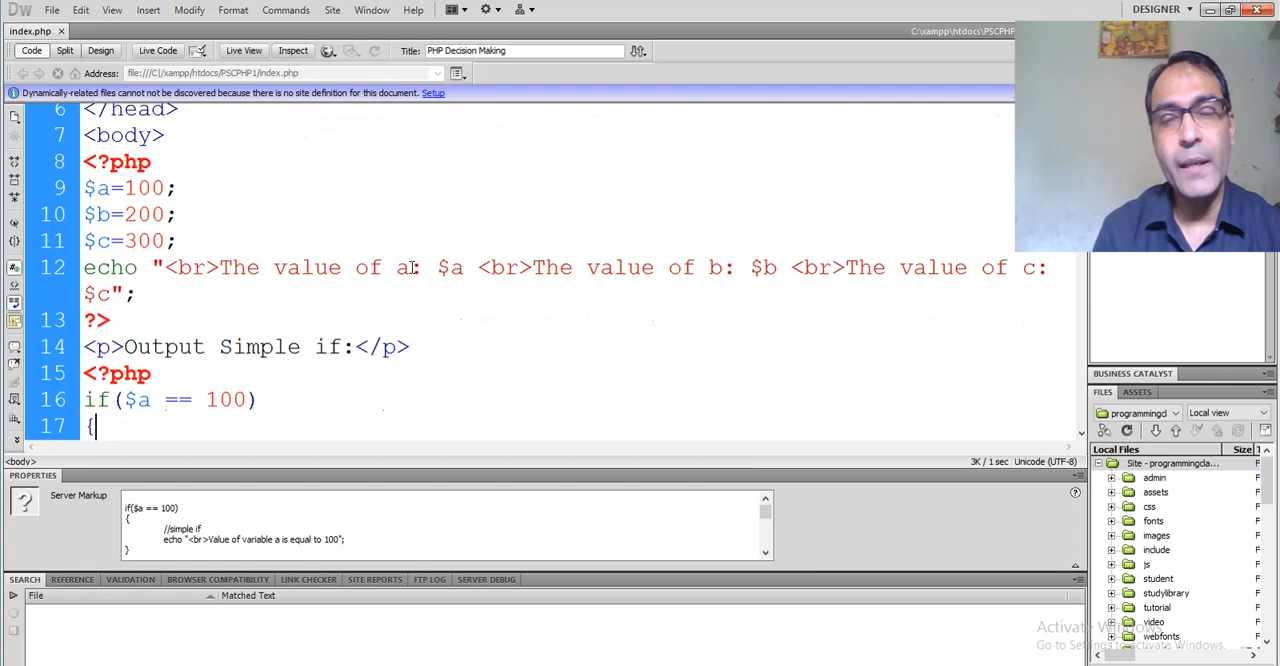 Dw File Edit View Insert Modify Format Commands Site Window Help DESIGNER
index.php C:\xampp\htdocs\PSCPHP1\index.php
Code Split Design Live Code Live View Inspect Title: PHP Decision Making
Address: file:///C|/xampp/htdocs/PSCPHP1/index.php
Dynamically-related files cannot not be discovered because there is no site definition for this document. Setup
6 </head>
7 <body>
8 <?php
9 $a=100;
10 $b=200;
11 $c=300;
12 echo "<br>The value of a: $a <br>The value of b: $b <br>The value of c:
$c";
13 ?>
14 <p>Output Simple if:</p>
15 <?php
16 if($a == 100)
17 {
<body> 3K / 1 sec Unicode (UTF-8)
PROPERTIES
Server Markup
if($a == 100)
{
//simple if
echo "<br>Value of variable a is equal to 100";
}
SEARCH REFERENCE VALIDATION BROWSER COMPATIBILITY LINK CHECKER SITE REPORTS FTP LOG SERVER DEBUG
File Matched Text
BUSINESS CATALYST
FILES ASSETS
programmingcl Local view
Local Files Size T
Site - programmingcla... F
admin F
assets F
css F
fonts F
images F
include F
js F
student F
studylibrary F
tutorial F
video F
webfonts F
Activate Windows
Go to Settings to activate Windows.